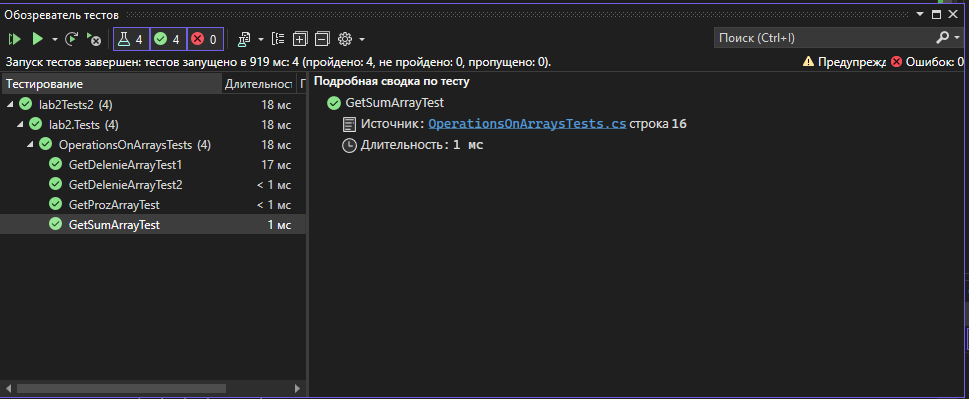 Обозреватель тестов
4 4 0
Поиск (Ctrl+I)
Запуск тестов завершен: тестов запущено в 919 мс: 4 (пройдено: 4, не пройдено: 0, пропущено: 0).
Предупрежд Ошибок: 0
Тестирование Длительнос П
lab2Tests2 (4) 18 мс
lab2.Tests (4) 18 мс
OperationsOnArraysTests (4) 18 мс
GetDelenieArrayTest1 17 мс
GetDelenieArrayTest2 < 1 мс
GetProzArrayTest < 1 мс
GetSumArrayTest 1 мс
Подробная сводка по тесту
GetSumArrayTest
Источник: OperationsOnArraysTests.cs строка 16
Длительность: 1 мс